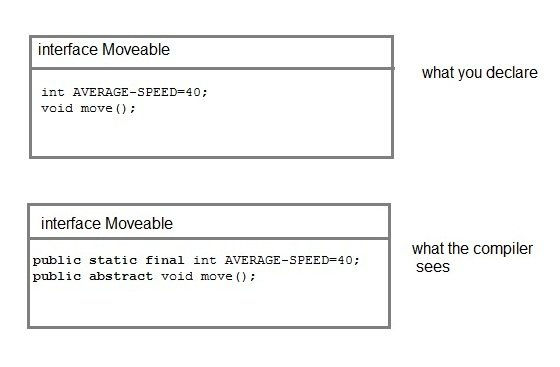 interface Moveable
int AVERAGE-SPEED=40;
void move();
what you declare
interface Moveable
public static final int AVERAGE-SPEED=40;
public abstract void move();
what the compiler
sees